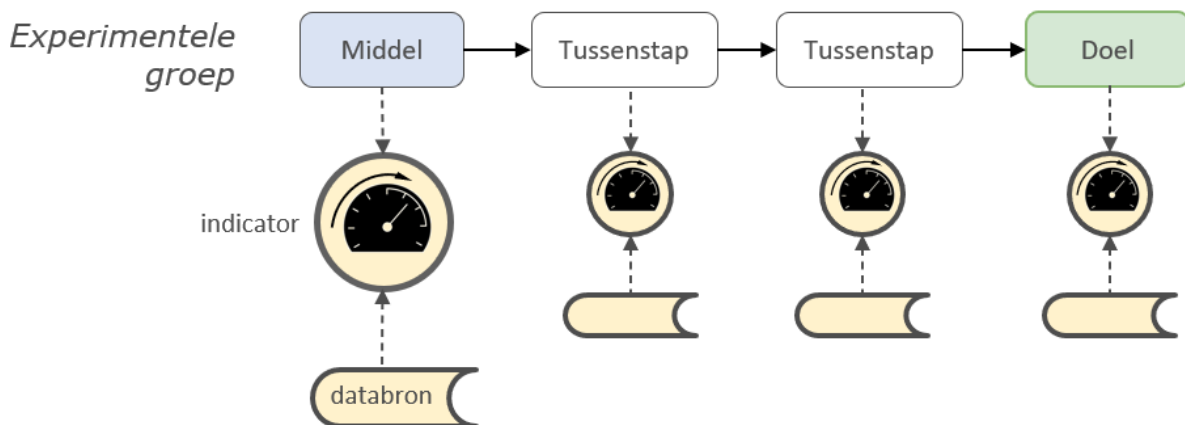 Experimentele
groep
Middel
Tussenstap
Tussenstap
Doel
indicator
databron